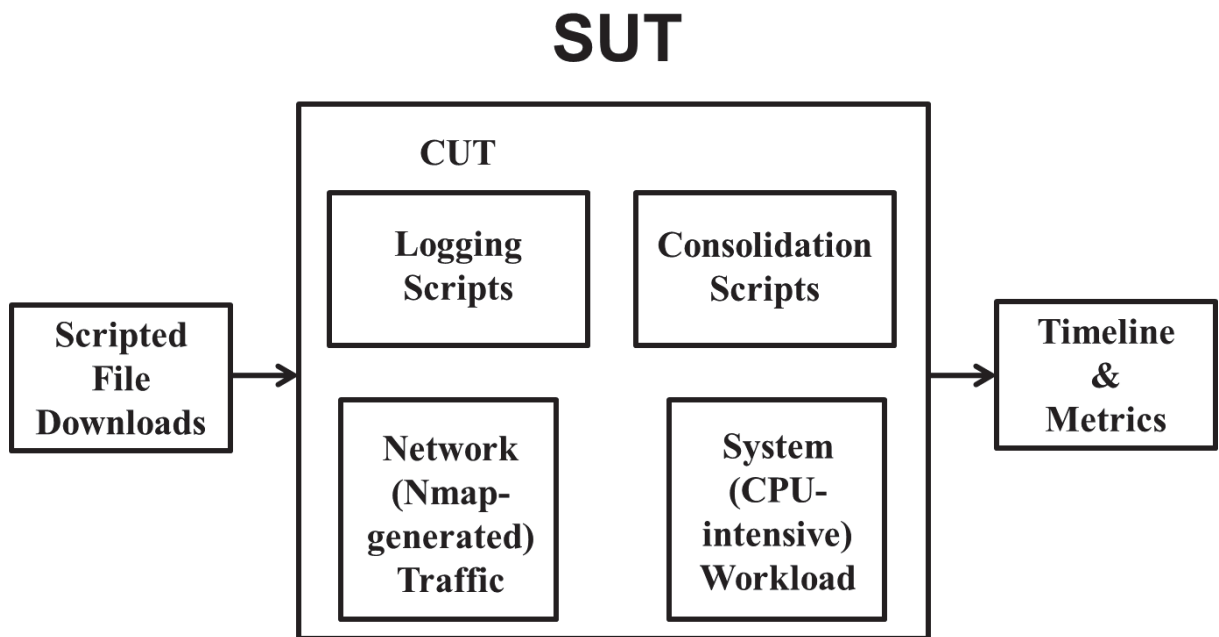 SUT
CUT
Logging
Scripts
Consolidation
Scripts
Scripted
File
Downloads
Timeline
&
Metrics
Network
(Nmap-
generated)
Traffic
System
(CPU-
intensive)
Workload